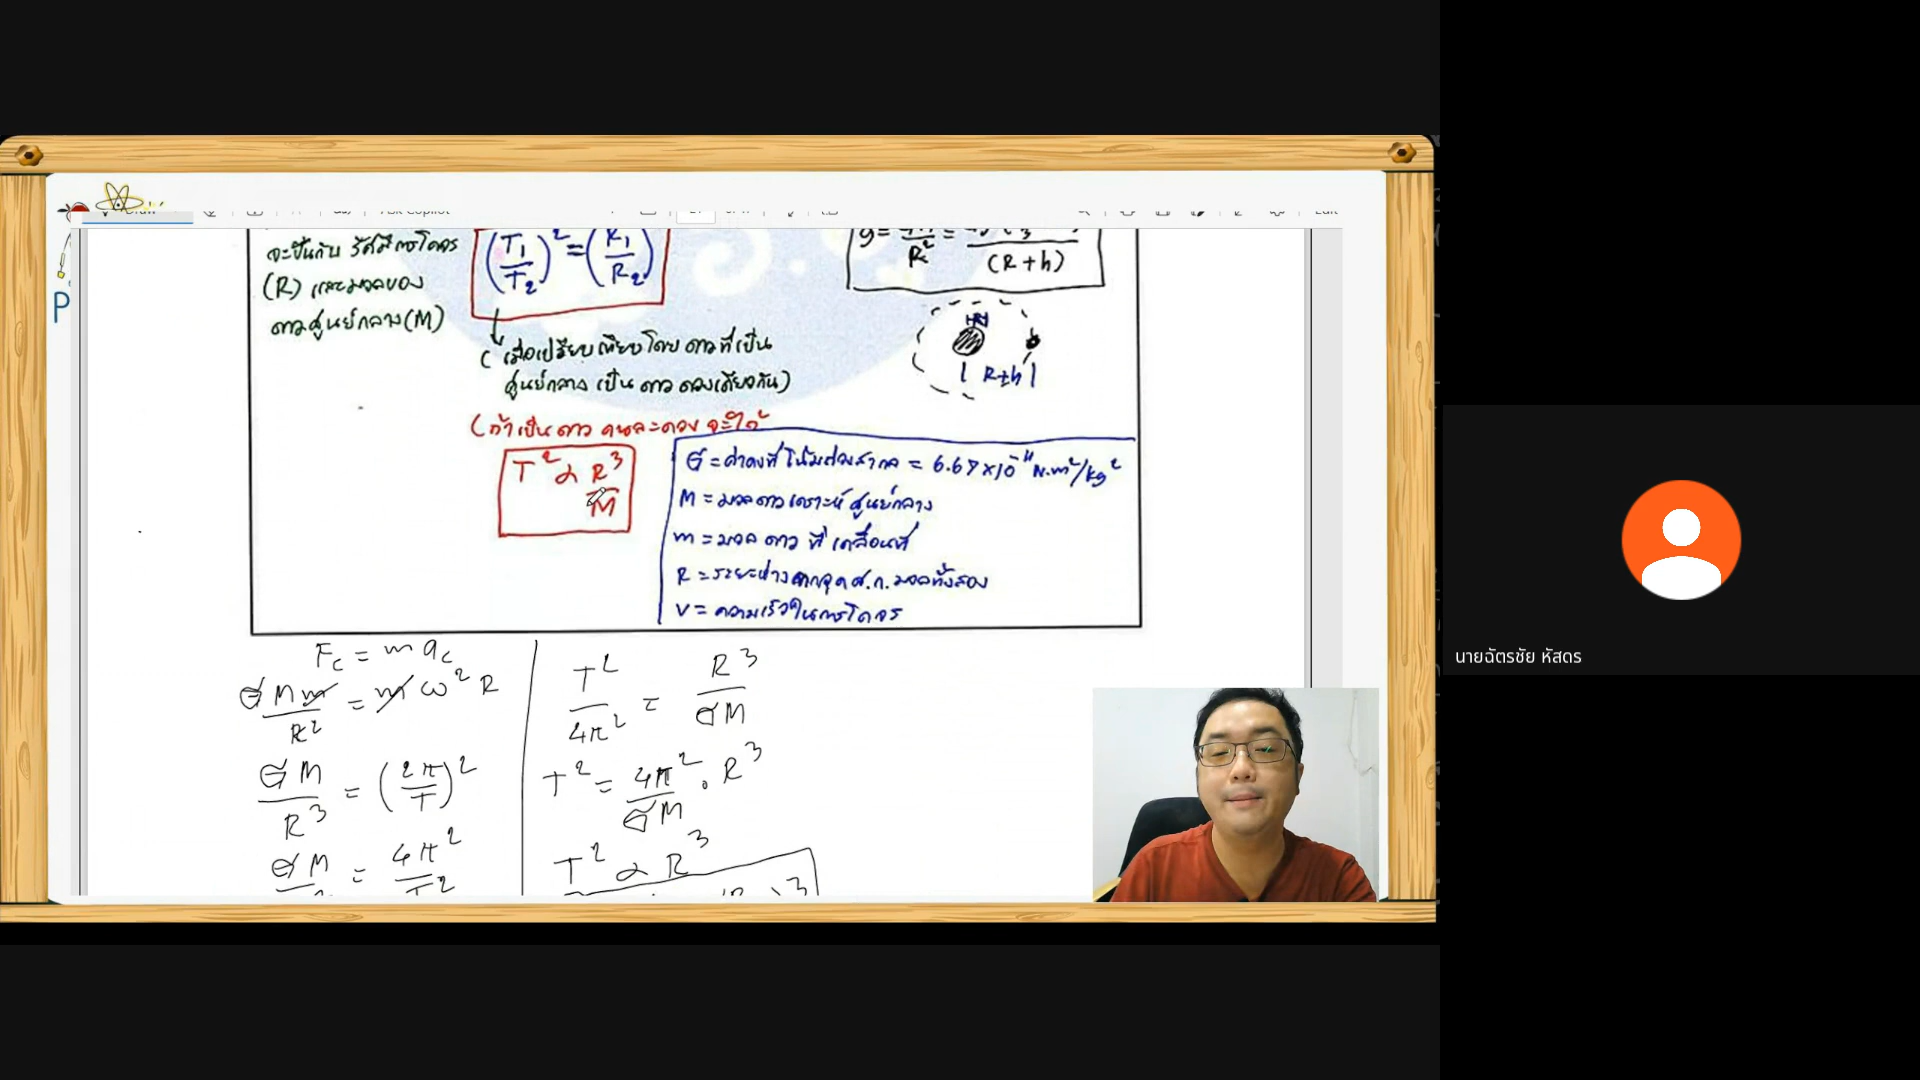 จะขึ้นกับ รัศมีการโคจร
(R) และมวลของ
ดาวศูนย์กลาง(M)
(T₁/T₂)² = (R₁/R₂)³
(เมื่อเปรียบเทียบโดย ดาวที่เป็น
ศูนย์กลาง เป็น ดาว ดวงเดียวกัน)
(R+h)
R+h
(ถ้าเป็นดาว คนละดวง จะได้
T² ∝ R³/M
G = ค่าคงที่ โน้มถ่วงสากล = 6.67×10⁻¹¹ N.m²/kg²
M = มวลดาวเคราะห์ ศูนย์กลาง
m = มวล ดาว ที่ เคลื่อนที่
R = ระยะห่างจากจุด ศ.ก. มวลทั้งสอง
v = ความเร็วในการโคจร
F_c = m a_c
GMm/R² = m ω² R
GM/R³ = (2π/T)²
GM = 4π²/T²
T²/4π² = R³/GM
T² = 4π²/GM . R³
T² ∝ R³
P
นายฉัตรชัย หัสดร